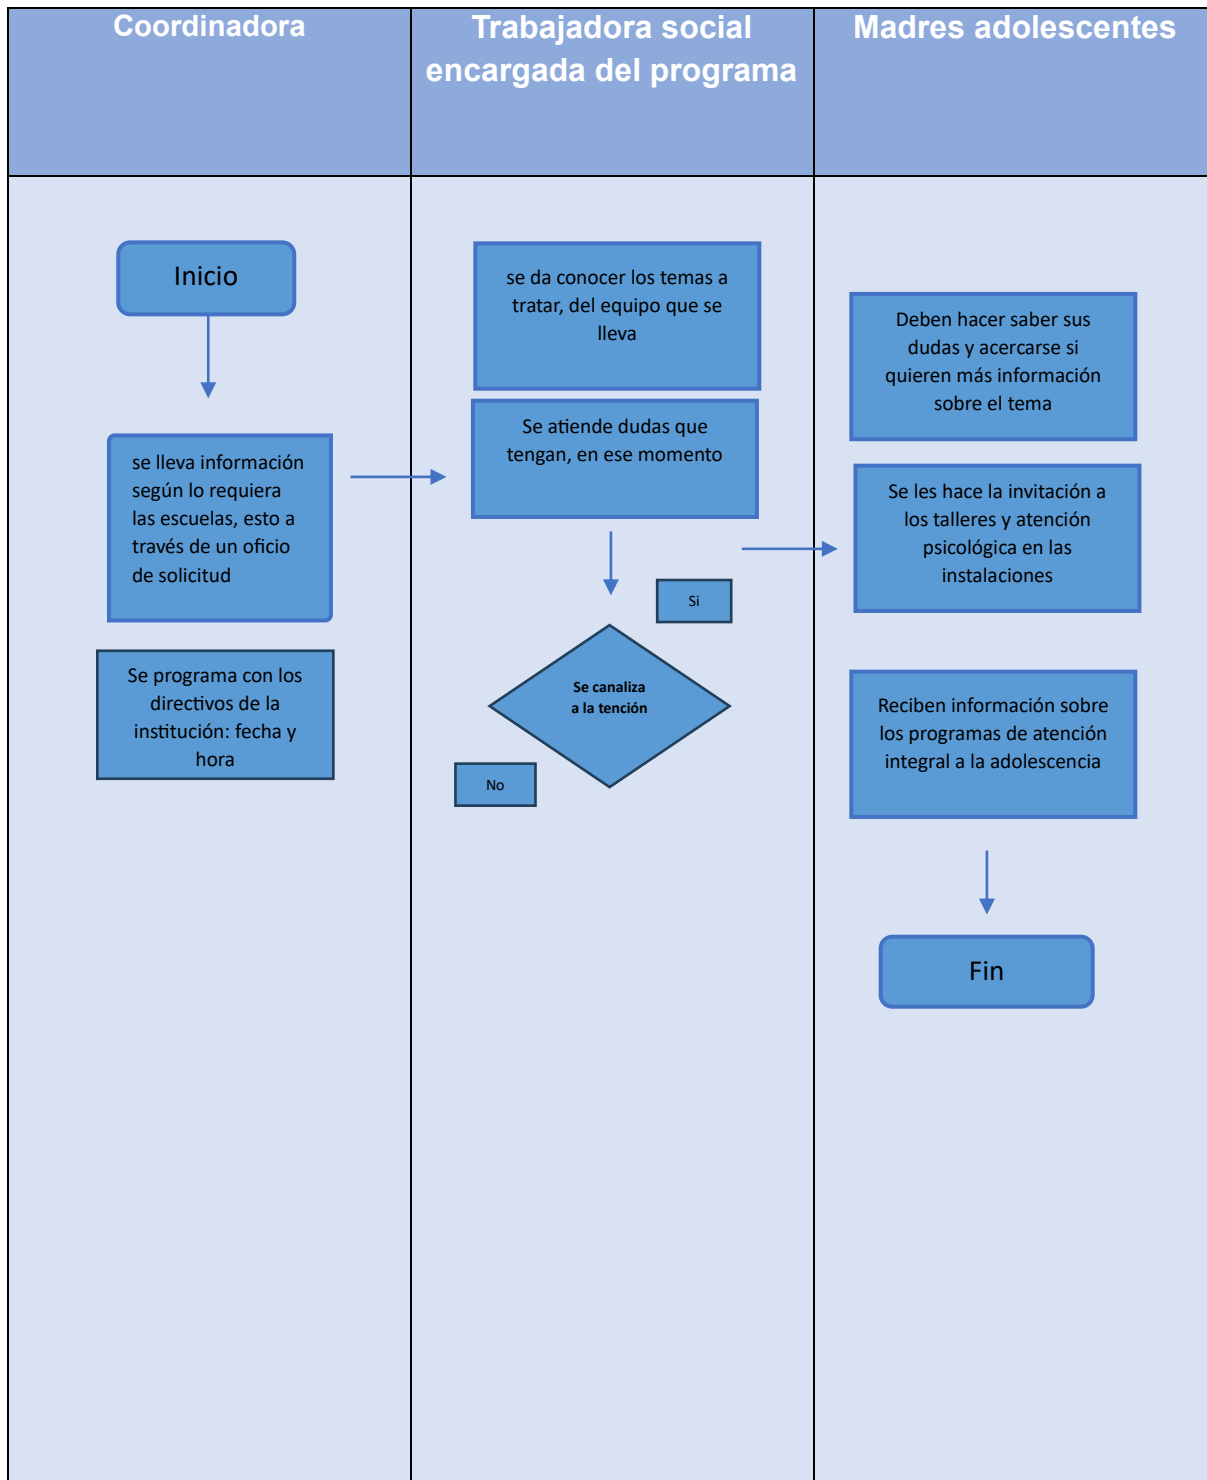 Coordinadora
Trabajadora social
encargada del programa
Madres adolescentes
Inicio
se lleva información
según lo requiera
las escuelas, esto a
través de un oficio
de solicitud
Se programa con los
directivos de la
institución: fecha y
hora
se da conocer los temas a
tratar, del equipo que se
lleva
Se atiende dudas que
tengan, en ese momento
Si
Se canaliza
a la tención
No
Deben hacer saber sus
dudas y acercarse si
quieren más información
sobre el tema
Se les hace la invitación a
los talleres y atención
psicológica en las
instalaciones
Reciben información sobre
los programas de atención
integral a la adolescencia
Fin